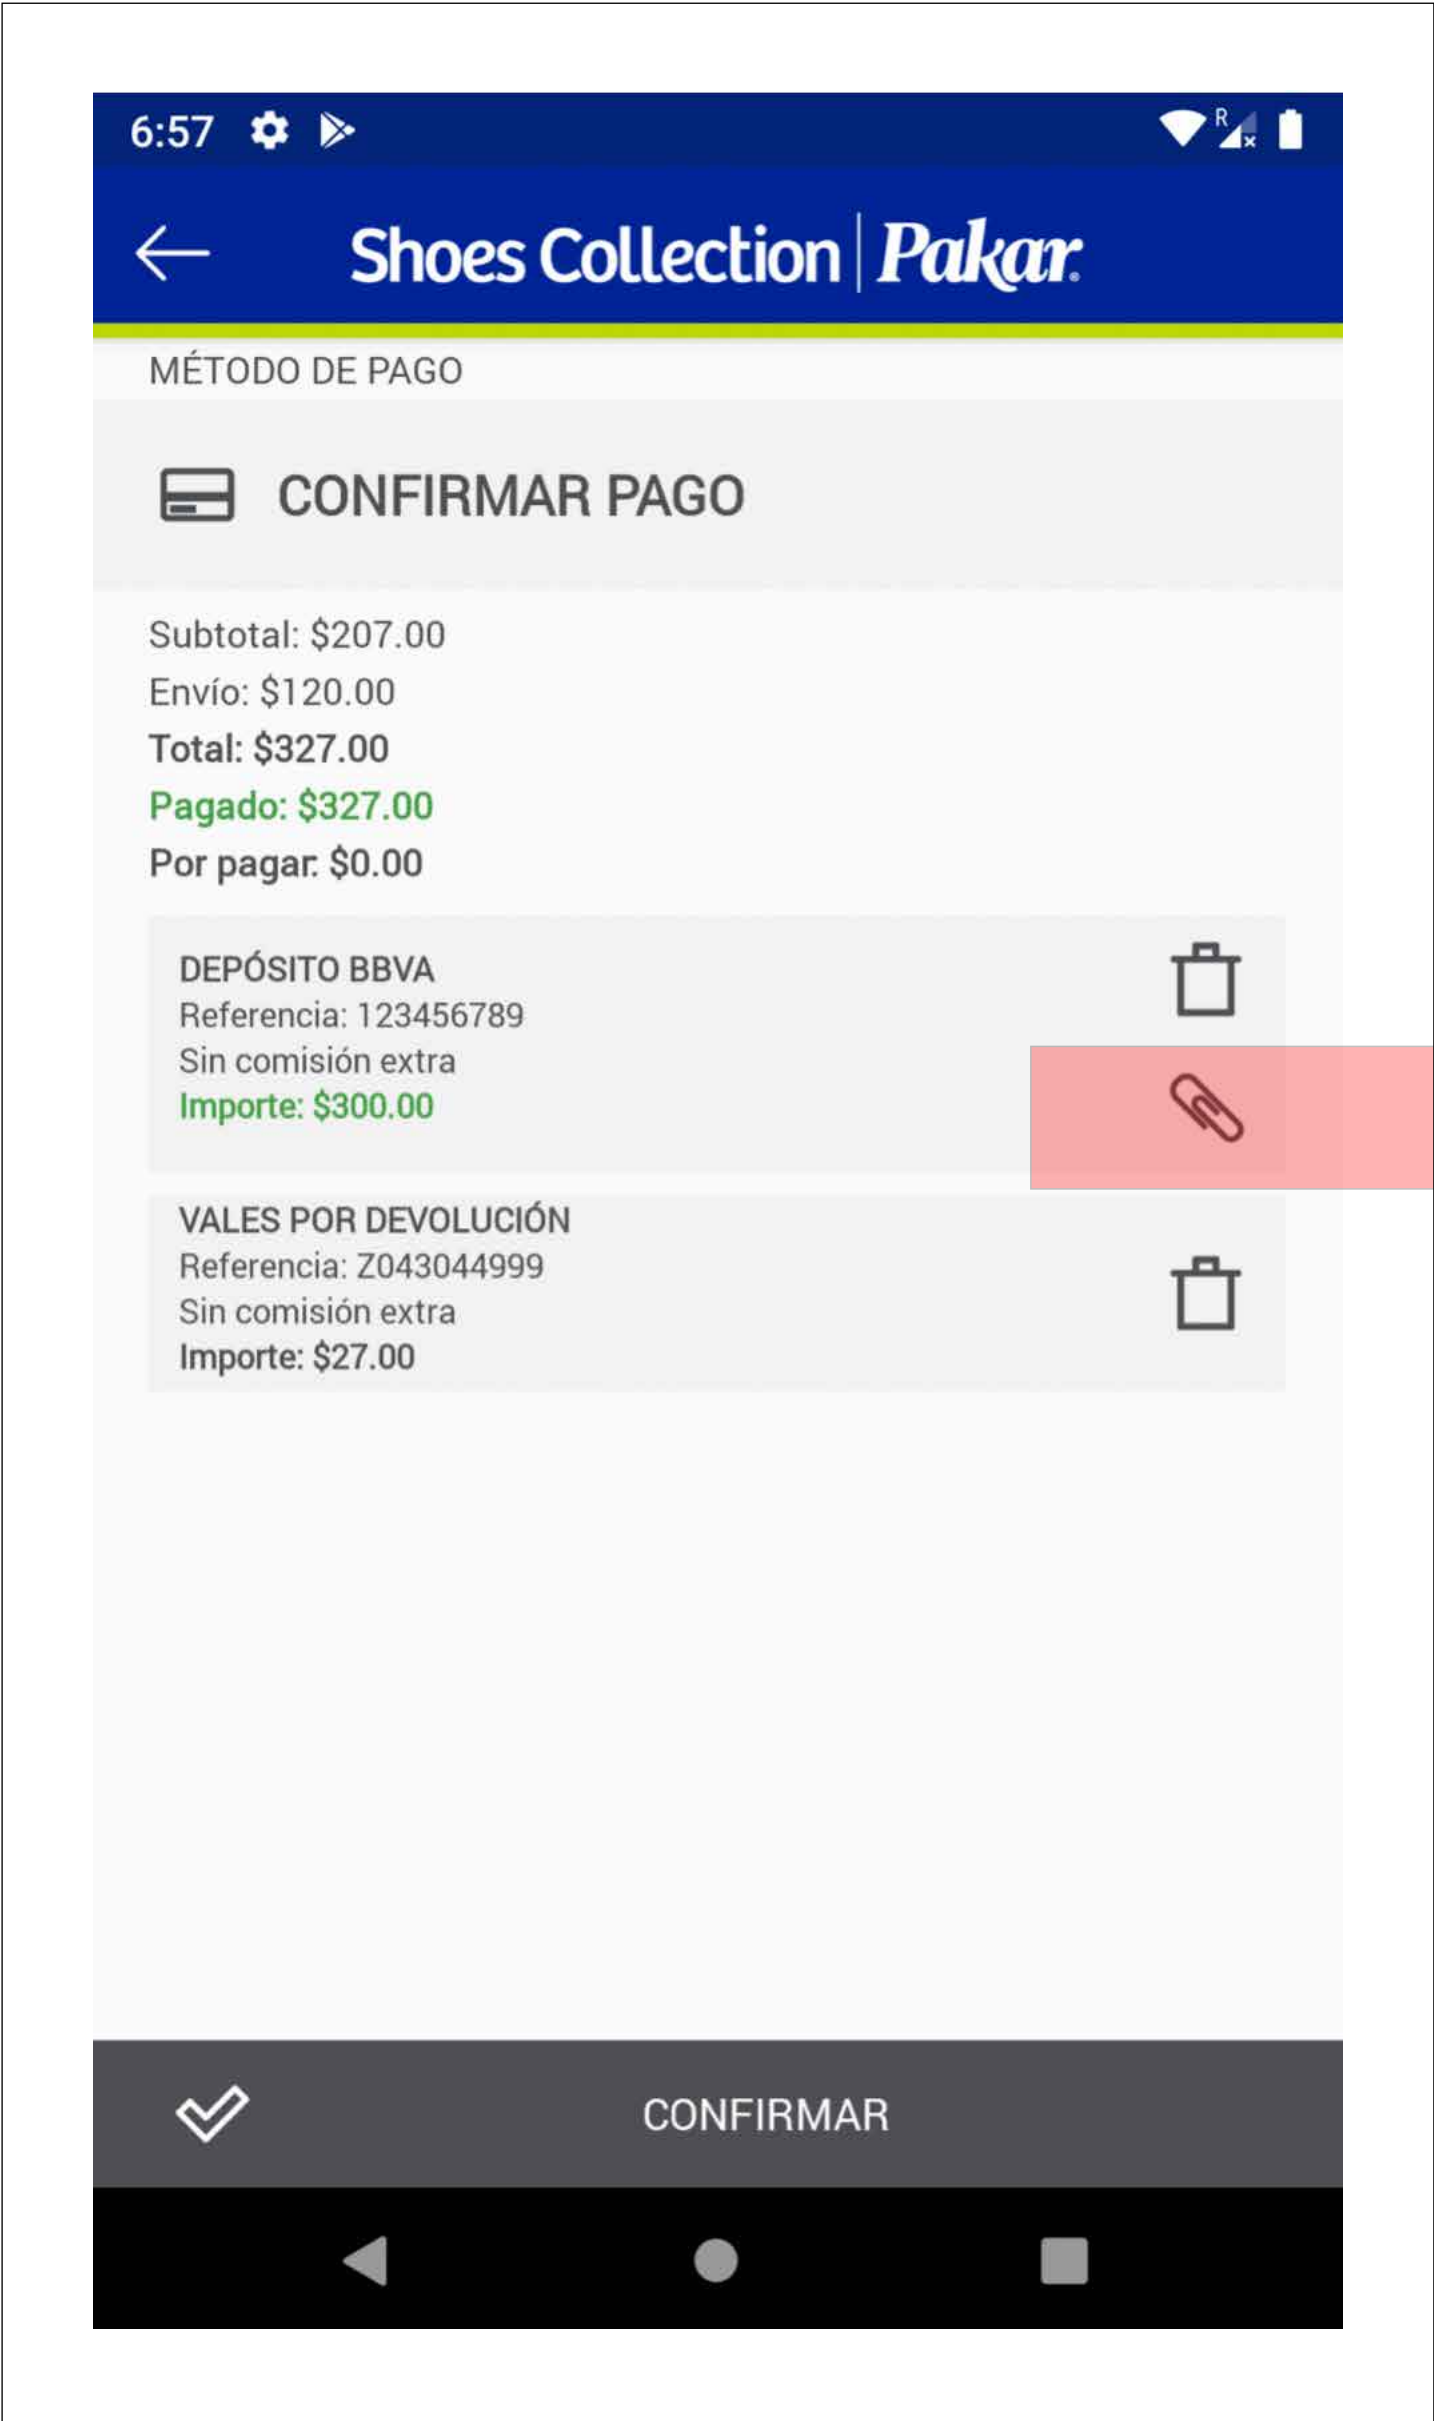 6:57
R
Shoes Collection | Pakar®
MÉTODO DE PAGO
CONFIRMAR PAGO
Subtotal: $207.00
Envío: $120.00
Total: $327.00
Pagado: $327.00
Por pagar: $0.00
DEPÓSITO BBVA
Referencia: 123456789
Sin comisión extra
Importe: $300.00
VALES POR DEVOLUCIÓN
Referencia: Z043044999
Sin comisión extra
Importe: $27.00
CONFIRMAR